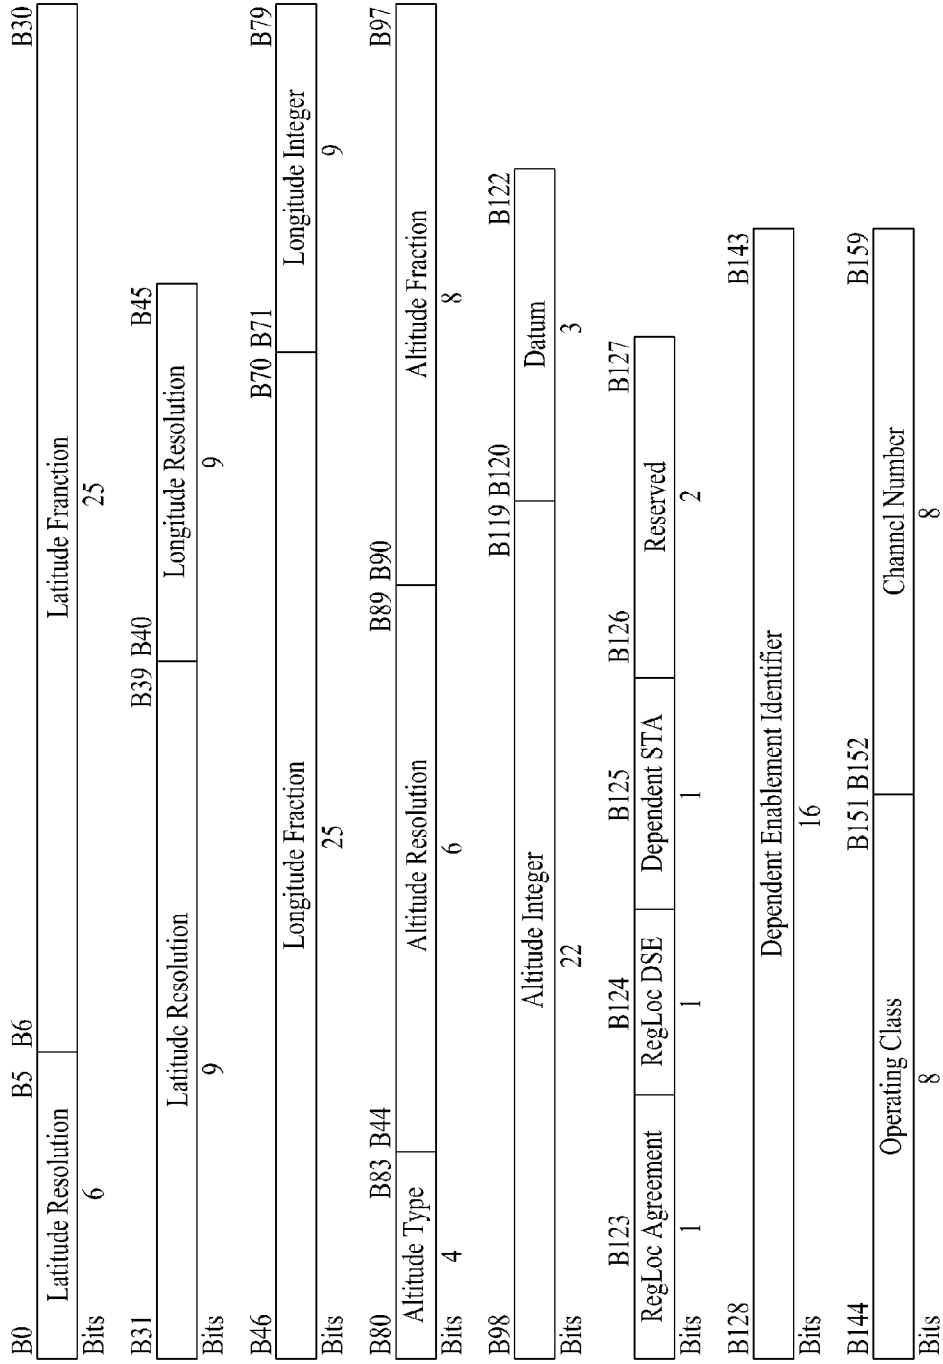 B0 B5 B6 B30
Latitude Resolution Latitude Franction
Bits 6 25
B31 B39 B40 B45
Latitude Resolution Longitude Resolution
Bits 9 9
B46 B70 B71 B79
Longitude Fraction Longitude Integer
Bits 25 9
B80 B83 B44 B89 B90 B97
Altitude Type Altitude Resolution Altitude Fraction
Bits 4 6 8
B98 B119 B120 B122
Altitude Integer Datum
Bits 22 3
B123 B124 B125 B126 B127
RegLoc Agreement RegLoc DSE Dependent STA Reserved
Bits 1 1 1 2
B128 B143
Dependent Enablement Identifier
Bits 16
B144 B151 B152 B159
Operating Class Channel Number
Bits 8 8